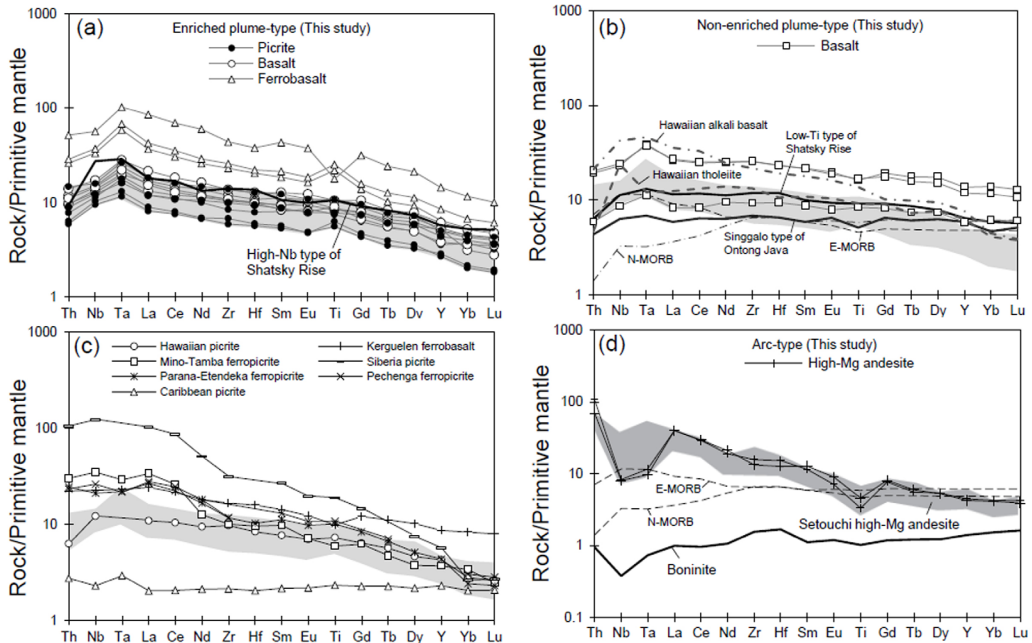 (a)
Enriched plume-type (This study)
Picrite
Basalt
Ferrobasalt
High-Nb type of
Shatsky Rise
Rock/Primitive mantle
1000
100
10
1
Th Nb Ta La Ce Nd Zr Hf Sm Eu Ti Gd Tb Dy Y Yb Lu
(b)
Non-enriched plume-type (This study)
Basalt
Hawaiian alkali basalt
Low-Ti type of
Shatsky Rise
Hawaiian tholeiite
N-MORB
Singgalo type of
Ontong Java
E-MORB
Rock/Primitive mantle
1000
100
10
1
Th Nb Ta La Ce Nd Zr Hf Sm Eu Ti Gd Tb Dy Y Yb Lu
(c)
Hawaiian picrite
Kerguelen ferrobasalt
Mino-Tamba ferropicrite
Siberia picrite
Parana-Etendeka ferropicrite
Pechenga ferropicrite
Caribbean picrite
Rock/Primitive mantle
1000
100
10
1
Th Nb Ta La Ce Nd Zr Hf Sm Eu Ti Gd Tb Dy Y Yb Lu
(d)
Arc-type (This study)
High-Mg andesite
E-MORB
N-MORB
Setouchi high-Mg andesite
Boninite
Rock/Primitive mantle
1000
100
10
1
0.1
Th Nb Ta La Ce Nd Zr Hf Sm Eu Ti Gd Tb Dy Y Yb Lu